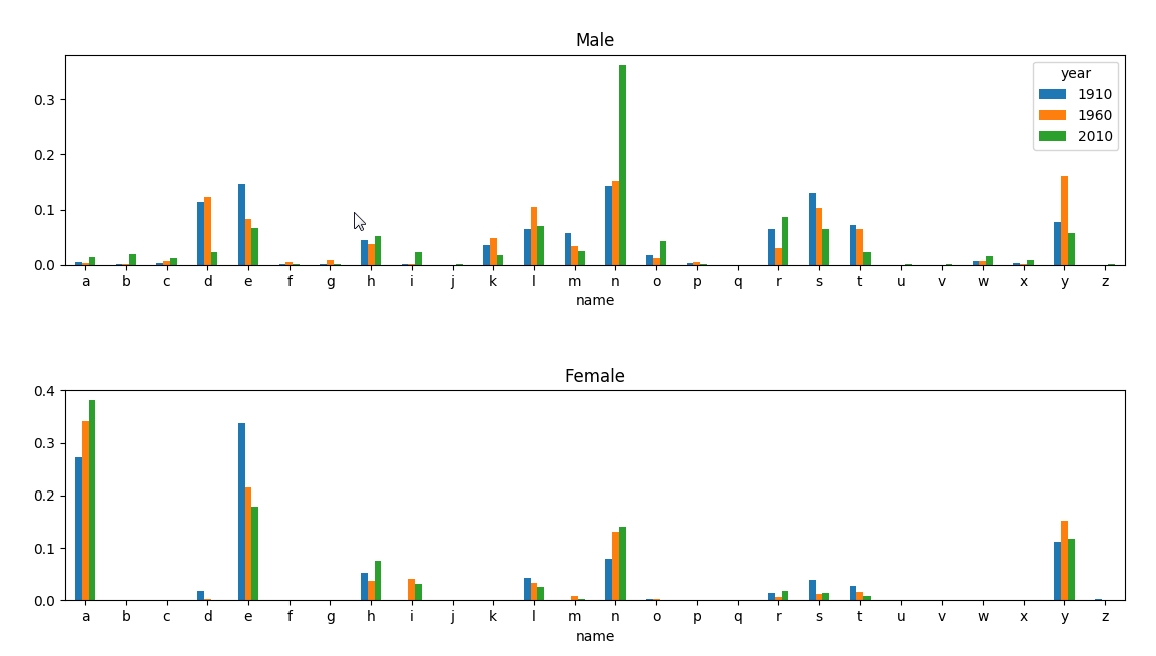 Male
year
1910
1960
2010
0.3
0.2
0.1
0.0
a b c d e f g h i j k l m n o p q r s t u v w x y z
name
Female
0.4
0.3
0.2
0.1
0.0
a b c d e f g h i j k l m n o p q r s t u v w x y z
name